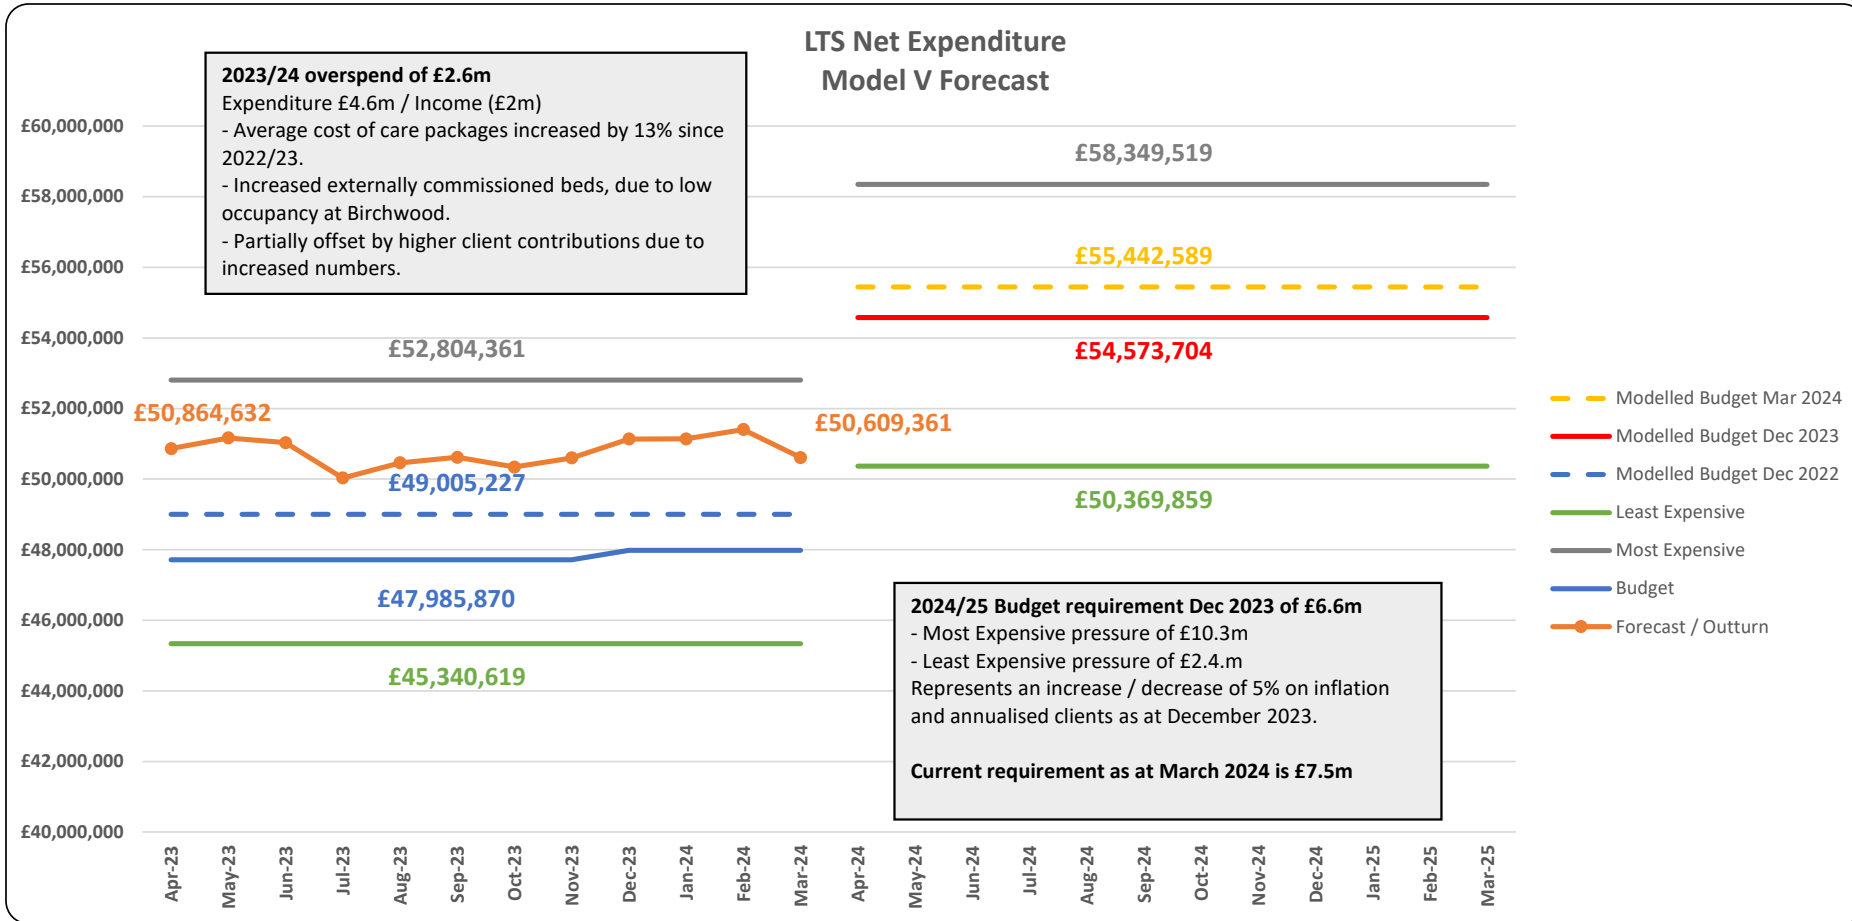 LTS Net Expenditure
Model V Forecast
2023/24 overspend of £2.6m
Expenditure £4.6m / Income (£2m)
- Average cost of care packages increased by 13% since
2022/23.
- Increased externally commissioned beds, due to low
occupancy at Birchwood.
- Partially offset by higher client contributions due to
increased numbers.
£60,000,000
£58,000,000
£56,000,000
£54,000,000
£52,000,000
£50,000,000
£48,000,000
£46,000,000
£44,000,000
£42,000,000
£40,000,000
£58,349,519
£55,442,589
£54,573,704
£52,804,361
£50,864,632
£50,609,361
£49,005,227
£50,369,859
£47,985,870
£45,340,619
2024/25 Budget requirement Dec 2023 of £6.6m
- Most Expensive pressure of £10.3m
- Least Expensive pressure of £2.4.m
Represents an increase / decrease of 5% on inflation
and annualised clients as at December 2023.
Current requirement as at March 2024 is £7.5m
Modelled Budget Mar 2024
Modelled Budget Dec 2023
Modelled Budget Dec 2022
Least Expensive
Most Expensive
Budget
Forecast / Outturn
Apr-23
May-23
Jun-23
Jul-23
Aug-23
Sep-23
Oct-23
Nov-23
Dec-23
Jan-24
Feb-24
Mar-24
Apr-24
May-24
Jun-24
Jul-24
Aug-24
Sep-24
Oct-24
Nov-24
Dec-24
Jan-25
Feb-25
Mar-25